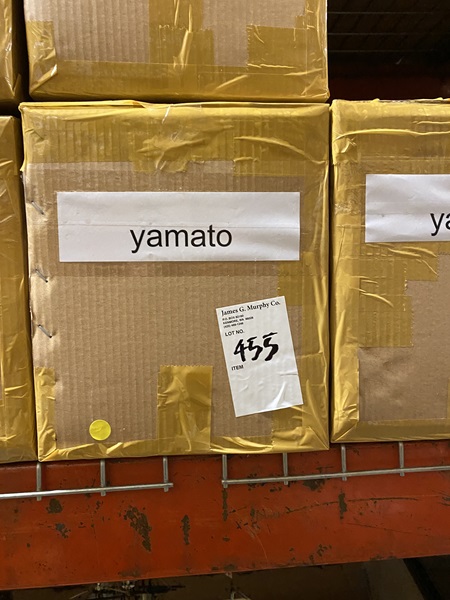 yamato
ya
James G. Murphy Co.
LOT NO.
455
ITEM